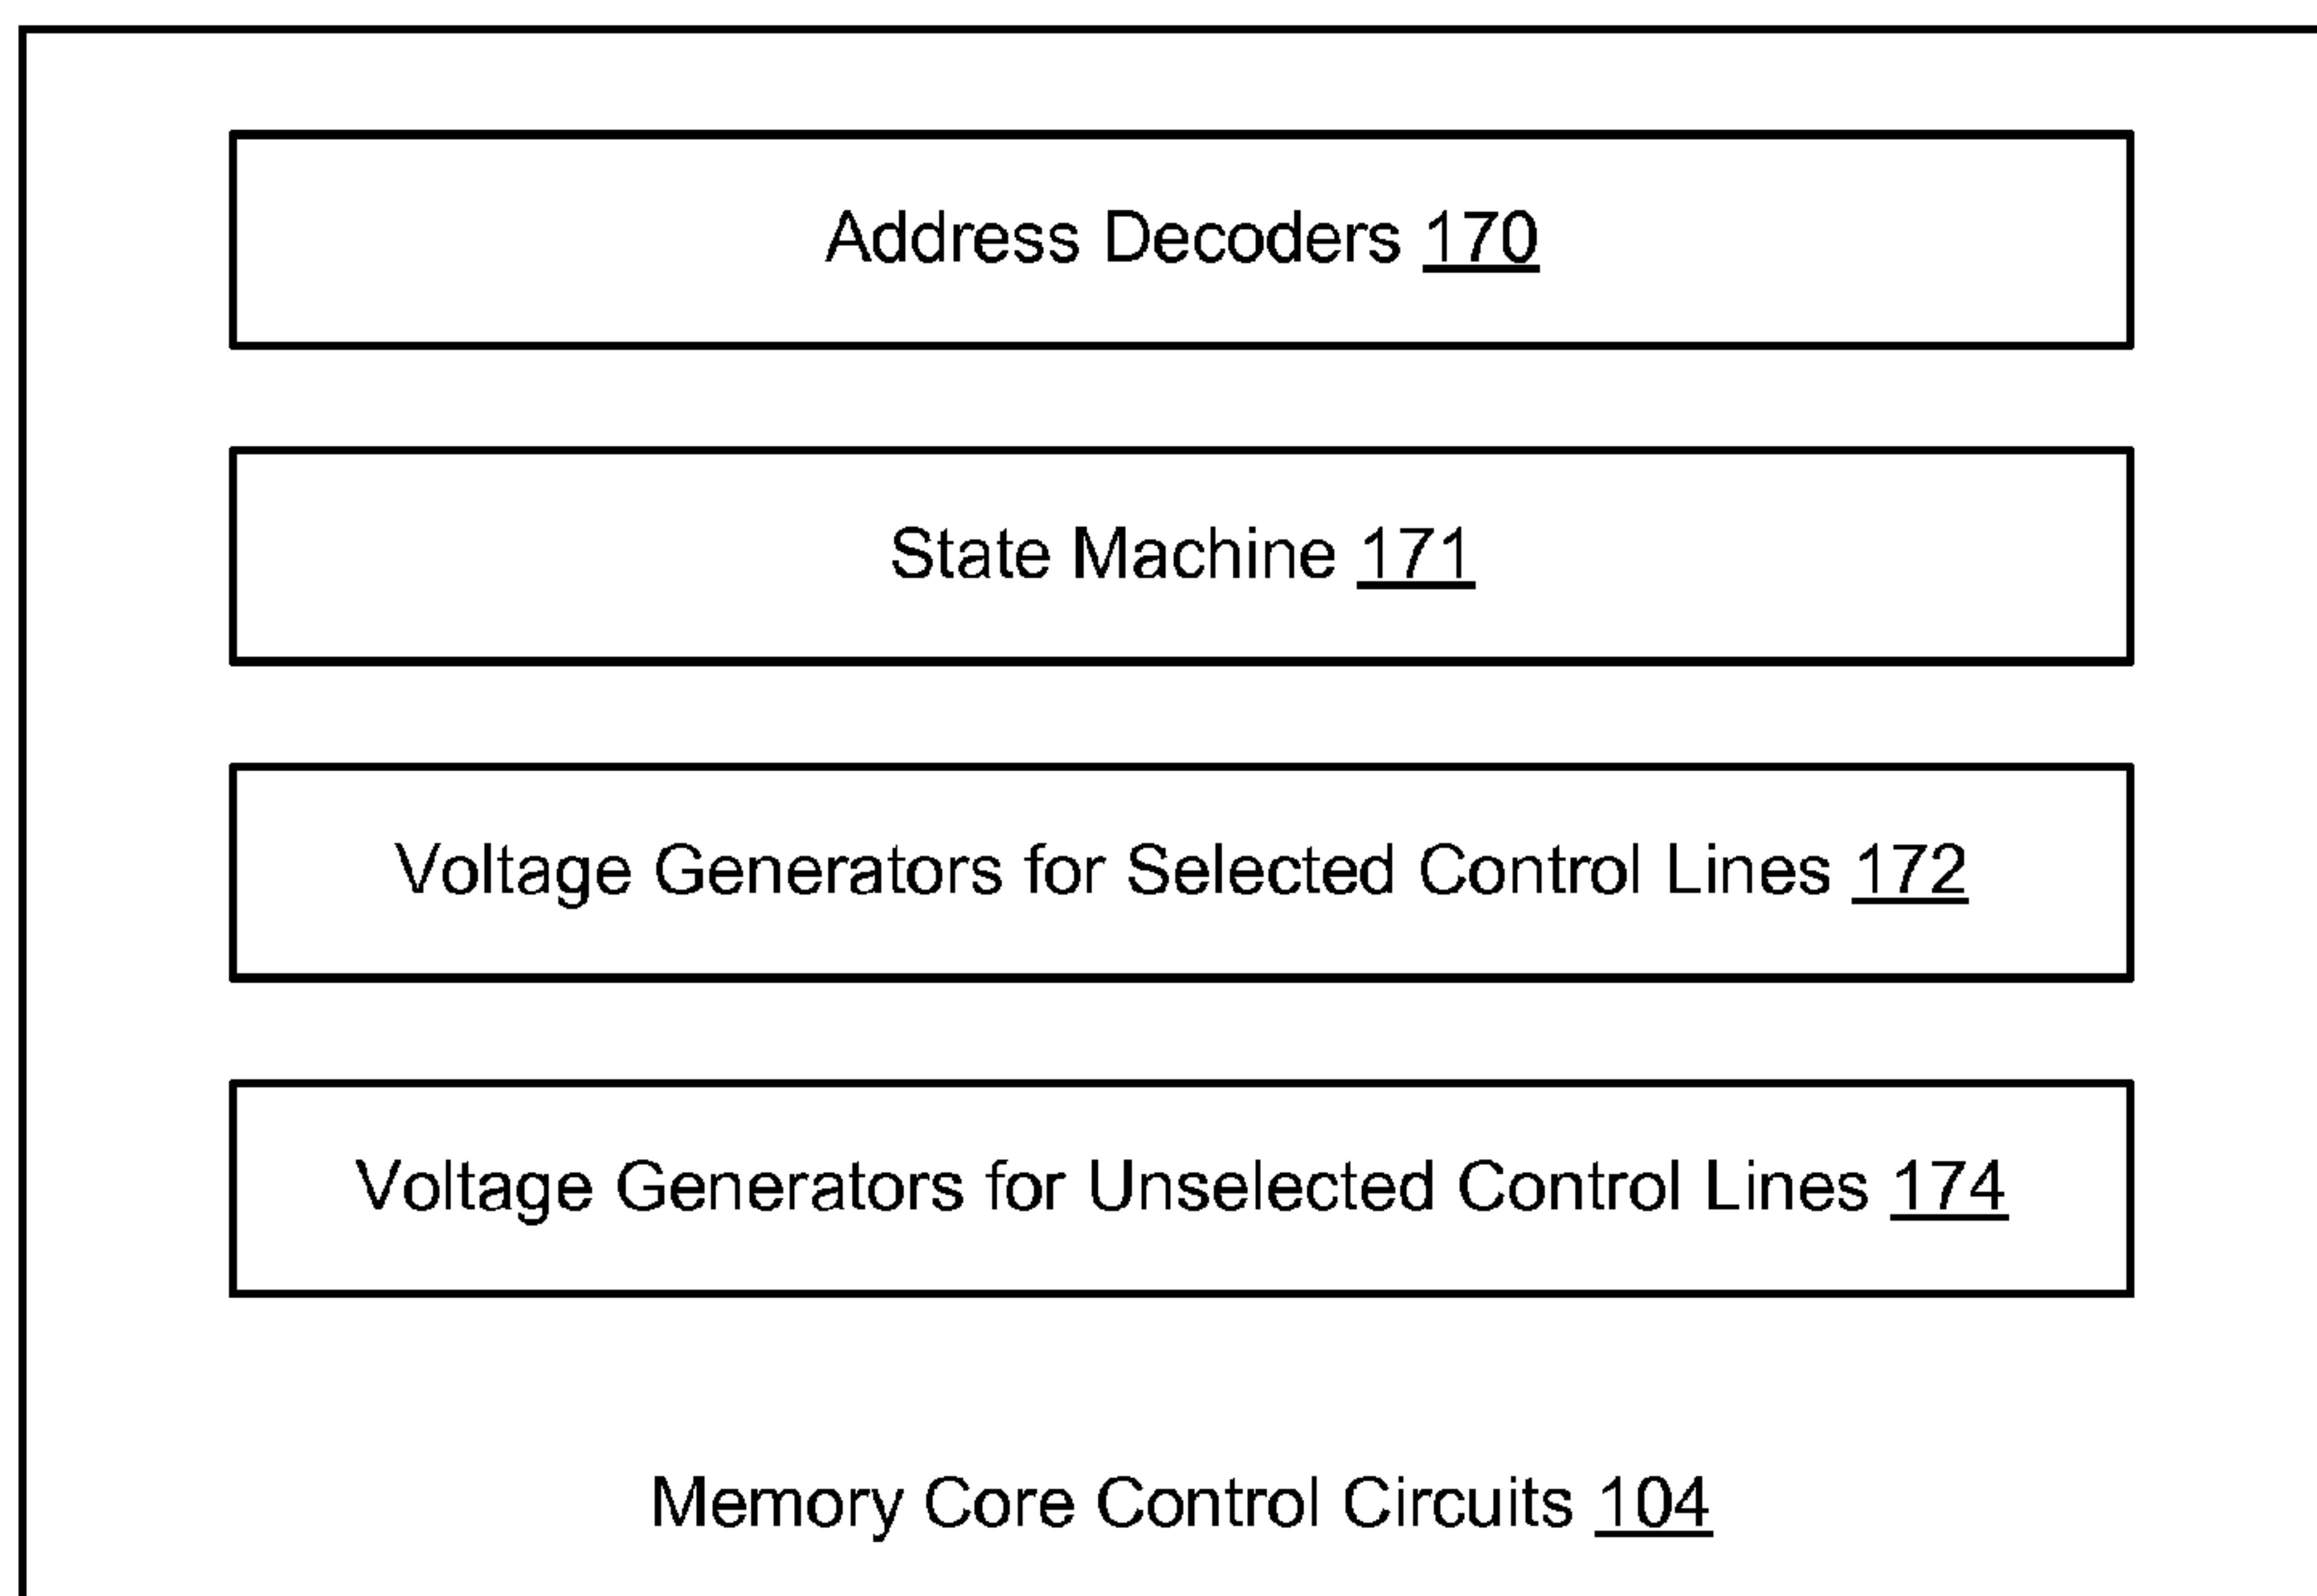 Address Decoders 170
State Machine 171
Voltage Generators for Selected Control Lines 172
Voltage Generators for Unselected Control Lines 174
Memory Core Control Circuits 104